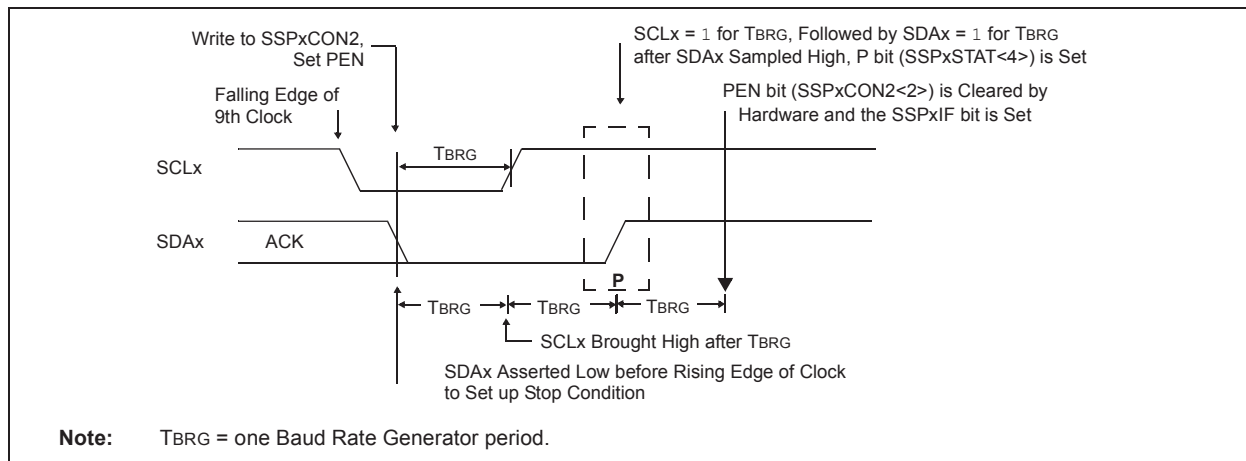 Write to SSPxCON2,
Set PEN
SCLx = 1 for TBRG, Followed by SDAx = 1 for TBRG
after SDAx Sampled High, P bit (SSPxSTAT<4>) is Set
Falling Edge of
9th Clock
PEN bit (SSPxCON2<2>) is Cleared by
Hardware and the SSPxIF bit is Set
SCLx
TBRG
SDAx
ACK
P
TBRG
TBRG
TBRG
SCLx Brought High after TBRG
SDAx Asserted Low before Rising Edge of Clock
to Set up Stop Condition
Note: TBRG = one Baud Rate Generator period.